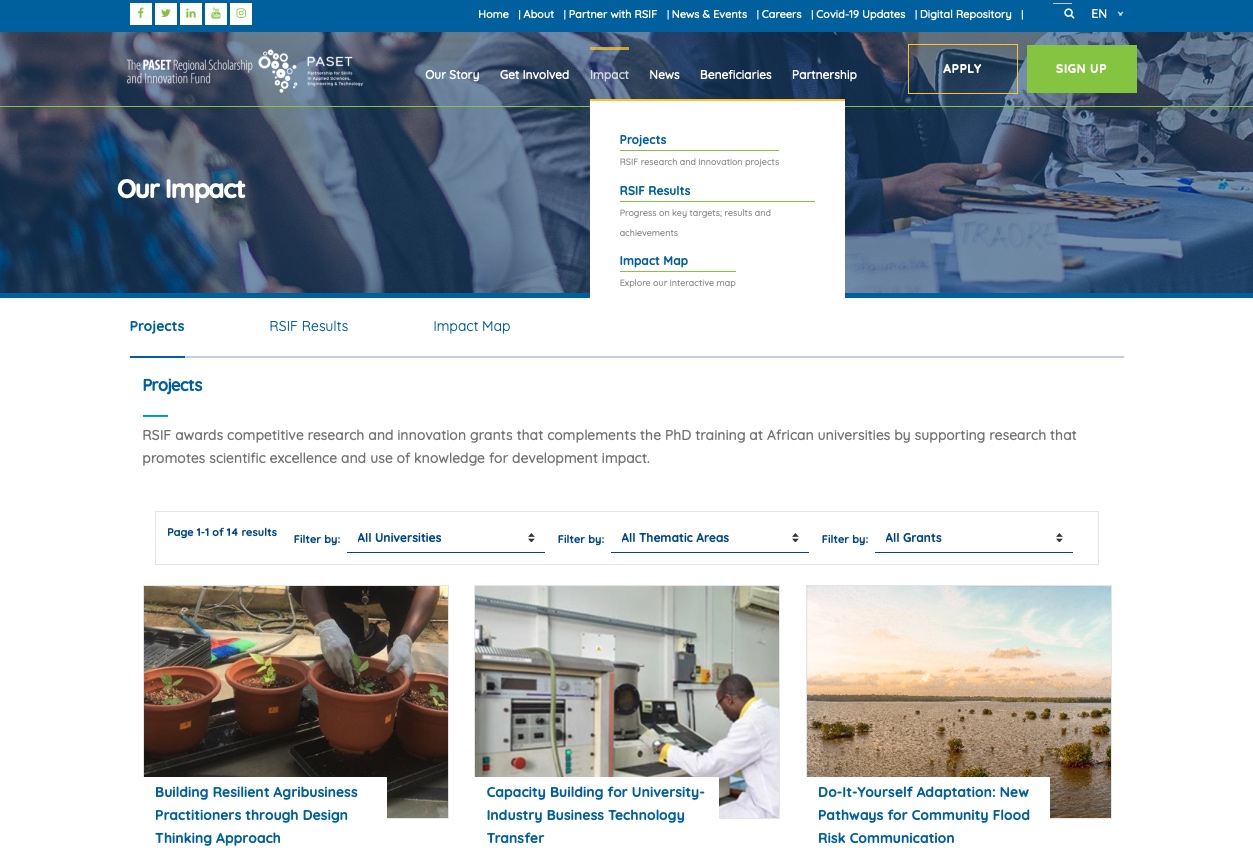 Home | About | Partner with RSIF | News & Events | Careers | Covid-19 Updates | Digital Repository | EN
The PASET Regional Scholarship
and Innovation Fund
PASET
Partnership for Skills
in Applied Sciences,
Engineering & Technology
Our Story Get Involved Impact News Beneficiaries Partnership APPLY SIGN UP
Projects
RSIF research and innovation projects
RSIF Results
Progress on key targets; results and
achievements
Impact Map
Explore our interactive map
Our Impact
TRAORE
Projects RSIF Results Impact Map
Projects
RSIF awards competitive research and innovation grants that complements the PhD training at African universities by supporting research that
promotes scientific excellence and use of knowledge for development impact.
Page 1-1 of 14 results Filter by: All Universities Filter by: All Thematic Areas Filter by: All Grants
Building Resilient Agribusiness
Practitioners through Design
Thinking Approach
Capacity Building for University-
Industry Business Technology
Transfer
Do-It-Yourself Adaptation: New
Pathways for Community Flood
Risk Communication